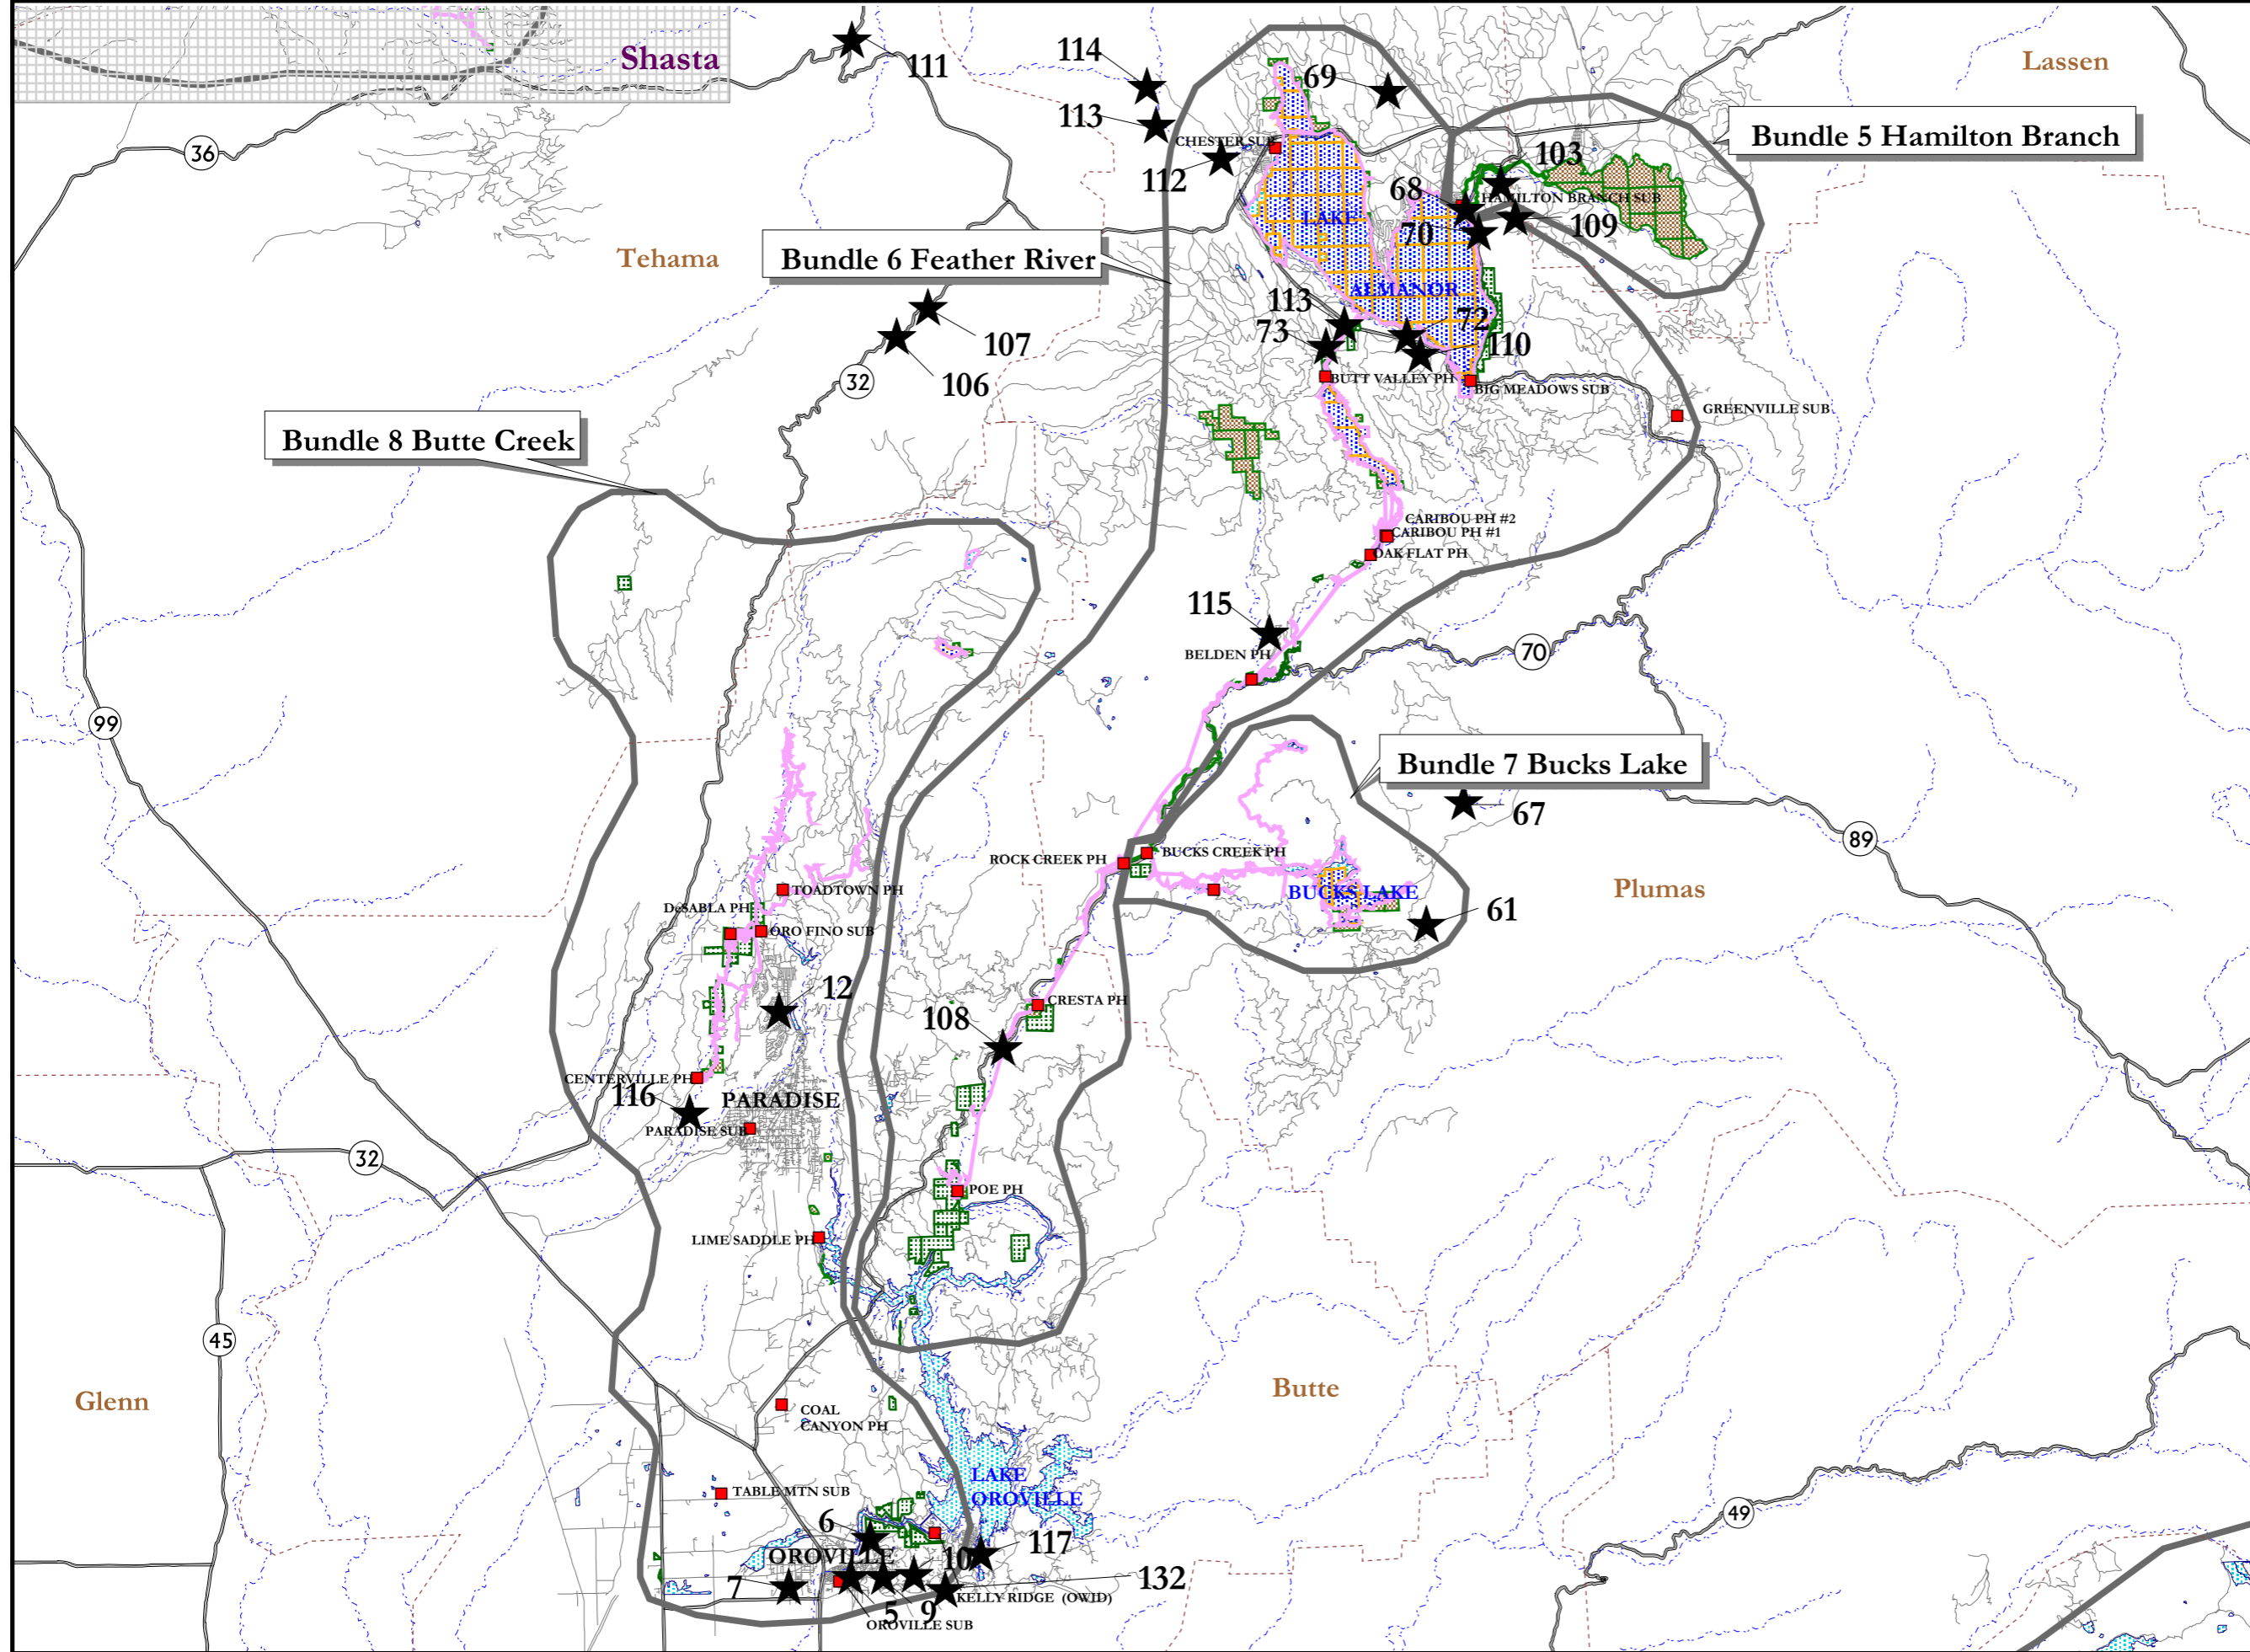 Shasta
111
114
Lassen
69
113
Bundle 5 Hamilton Branch
36
CHESTER SUB
103
112
68
HAMILTON BRANCH SUB
LAKE
109
70
Tehama
Bundle 6 Feather River
ALMANOR
113
72
73
107
110
32
106
BUTT VALLEY PH
BIG MEADOWS SUB
GREENVILLE SUB
Bundle 8 Butte Creek
CARIBOU PH #2
CARIBOU PH #1
OAK FLAT PH
115
BELDEN PH
70
99
Bundle 7 Bucks Lake
67
89
BUCKS CREEK PH
ROCK CREEK PH
TOADTOWN PH
BUCKS LAKE
Plumas
DeSABLA PH
61
ORO FINO SUB
12
CRESTA PH
108
CENTERVILLE PH
116
PARADISE
PARADISE SUB
32
POE PH
LIME SADDLE PH
45
Glenn
Butte
COAL
CANYON PH
LAKE
OROVILLE
TABLE MTN SUB
49
6
117
OROVILLE
10
132
7
KELLY RIDGE (OWID)
5
9
OROVILLE SUB